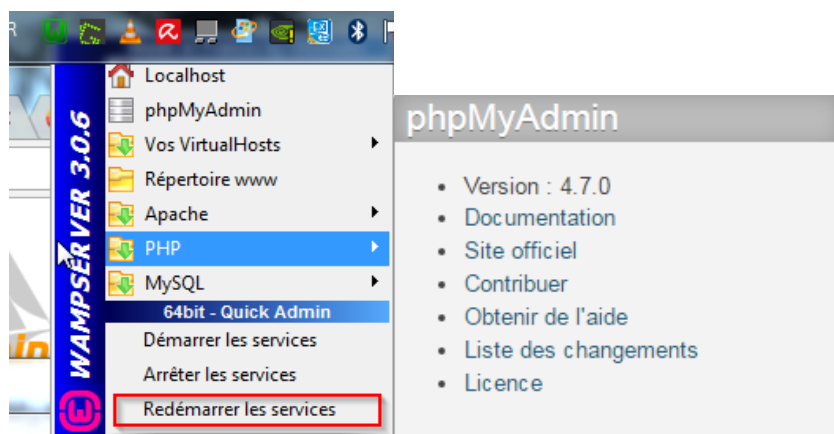 Localhost
phpMyAdmin
Vos VirtualHosts
Répertoire www
Apache
PHP
MySQL
64bit - Quick Admin
Démarrer les services
Arrêter les services
Redémarrer les services
WAMPSERVER 3.0.6
phpMyAdmin
Version : 4.7.0
Documentation
Site officiel
Contribuer
Obtenir de l'aide
Liste des changements
Licence